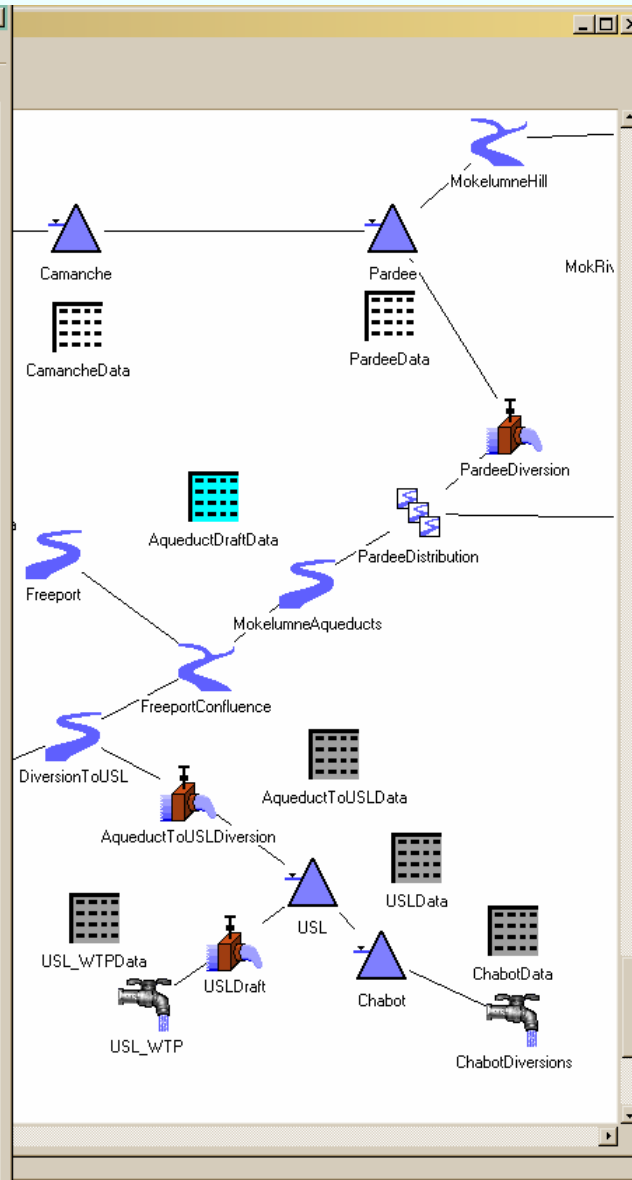 MokelumneHill
Camanche
Pardee
CamancheData
PardeeData
PardeeDiversion
AqueductDraftData
PardeeDistribution
Freeport
MokelumneAqueducts
FreeportConfluence
DiversionToUSL
AqueductToUSLData
AqueductToUSLDiversion
USLData
USL
USL_WTPData
USLDraft
ChabotData
Chabot
USL_WTP
ChabotDiversions